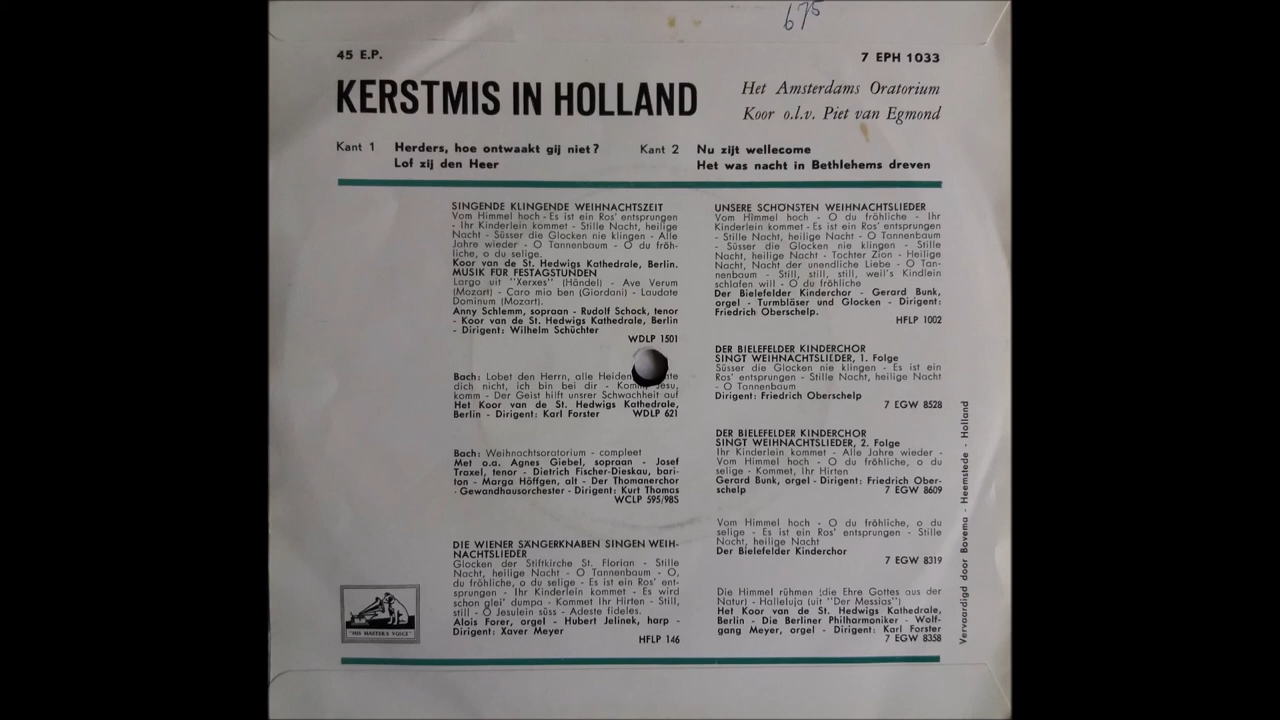 675
45 E.P.
7 EPH 1033
KERSTMIS IN HOLLAND
Het Amsterdams Oratorium
Koor o.l.v. Piet van Egmond
Kant 1 Herders, hoe ontwaakt gij niet?
Lof zij den Heer
Kant 2 Nu zijt wellecome
Het was nacht in Bethlehems dreven
SINGENDE KLINGENDE WEIHNACHTSZEIT
Vom Himmel hoch - Es ist ein Ros' entsprungen
- Ihr Kinderlein kommet - Stille Nacht, heilige
Nacht - Süsser die Glocken nie klingen - Alle
Jahre wieder - O Tannenbaum - O du fröh-
liche, o du selige.
Koor van de St. Hedwigs Kathedrale, Berlin.
MUSIK FÜR FESTAGSTUNDEN
Largo uit "Xerxes" (Händel) - Ave Verum
(Mozart) - Caro mio ben (Giordani) - Laudate
Dominum (Mozart).
Anny Schlemm, sopraan - Rudolf Schock, tenor
- Koor van de St. Hedwigs Kathedrale, Berlin
- Dirigent: Wilhelm Schüchter
WDLP 1501
Bach: Lobet den Herrn, alle Heiden
dich nicht, ich bin bei dir - Komm, Jesu,
komm - Der Geist hilft unsrer Schwachheit auf
Het Koor van de St. Hedwigs Kathedrale,
Berlin - Dirigent: Karl Forster WDLP 621
Bach: Weihnachtsoratorium - compleet
Met o.a. Agnes Giebel, sopraan - Josef
Traxel, tenor - Dietrich Fischer-Dieskau, bari-
ton - Marga Höffgen, alt - Der Thomanerchor
- Gewandhausorchester - Dirigent: Kurt Thomas
WCLP 595/98S
DIE WIENER SÄNGERKNABEN SINGEN WEIH-
NACHTSLIEDER
Glocken der Stiftkirche St. Florian - Stille
Nacht, heilige Nacht - O Tannenbaum - O,
du fröhliche, o du selige - Es ist ein Ros' ent-
sprungen - Ihr Kinderlein kommet - Es wird
schon glei' dumpa - Kommet Ihr Hirten - Still,
still - O Jesulein süss - Adeste fideles.
Alois Forer, orgel - Hubert Jelinek, harp -
Dirigent: Xaver Meyer
HFLP 146
UNSERE SCHÖNSTEN WEIHNACHTSLIEDER
Vom Himmel hoch - O du fröhliche - Ihr
Kinderlein kommet - Es ist ein Ros' entsprungen
- Stille Nacht, heilige Nacht - O Tannenbaum
- Süsser die Glocken nie klingen - Stille
Nacht, heilige Nacht - Tochter Zion - Heilige
Nacht, Nacht der unendliche Liebe - O Tan-
nenbaum - Still, still, still, weil's Kindlein
schlafen will - O du fröhliche
Der Bielefelder Kinderchor - Gerard Bunk,
orgel - Turmbläser und Glocken - Dirigent:
Friedrich Oberschelp.
HFLP 1002
DER BIELEFELDER KINDERCHOR
SINGT WEIHNACHTSLIEDER, 1. Folge
Süsser die Glocken nie klingen - Es ist ein
Ros' entsprungen - Stille Nacht, heilige Nacht
- O Tannenbaum
Dirigent: Friedrich Oberschelp
7 EGW 8528
DER BIELEFELDER KINDERCHOR
SINGT WEIHNACHTSLIEDER, 2. Folge
Ihr Kinderlein kommet - Alle Jahre wieder -
Vom Himmel hoch - O du fröhliche, o du
selige - Kommet, Ihr Hirten
Gerard Bunk, orgel - Dirigent: Friedrich Ober-
schelp
7 EGW 8609
Vom Himmel hoch - O du fröhliche, o du
selige - Es ist ein Ros' entsprungen - Stille
Nacht, heilige Nacht
Der Bielefelder Kinderchor
7 EGW 8319
Die Himmel rühmen (die Ehre Gottes aus der
Natur) - Halleluja (uit "Der Messias")
Het Koor van de St. Hedwigs Kathedrale,
Berlin - Die Berliner Philharmoniker - Wolf-
gang Meyer, orgel - Dirigent: Karl Forster
7 EGW 8358
"HIS MASTER'S VOICE"
Vervaardigd door Bovema - Heemstede - Holland